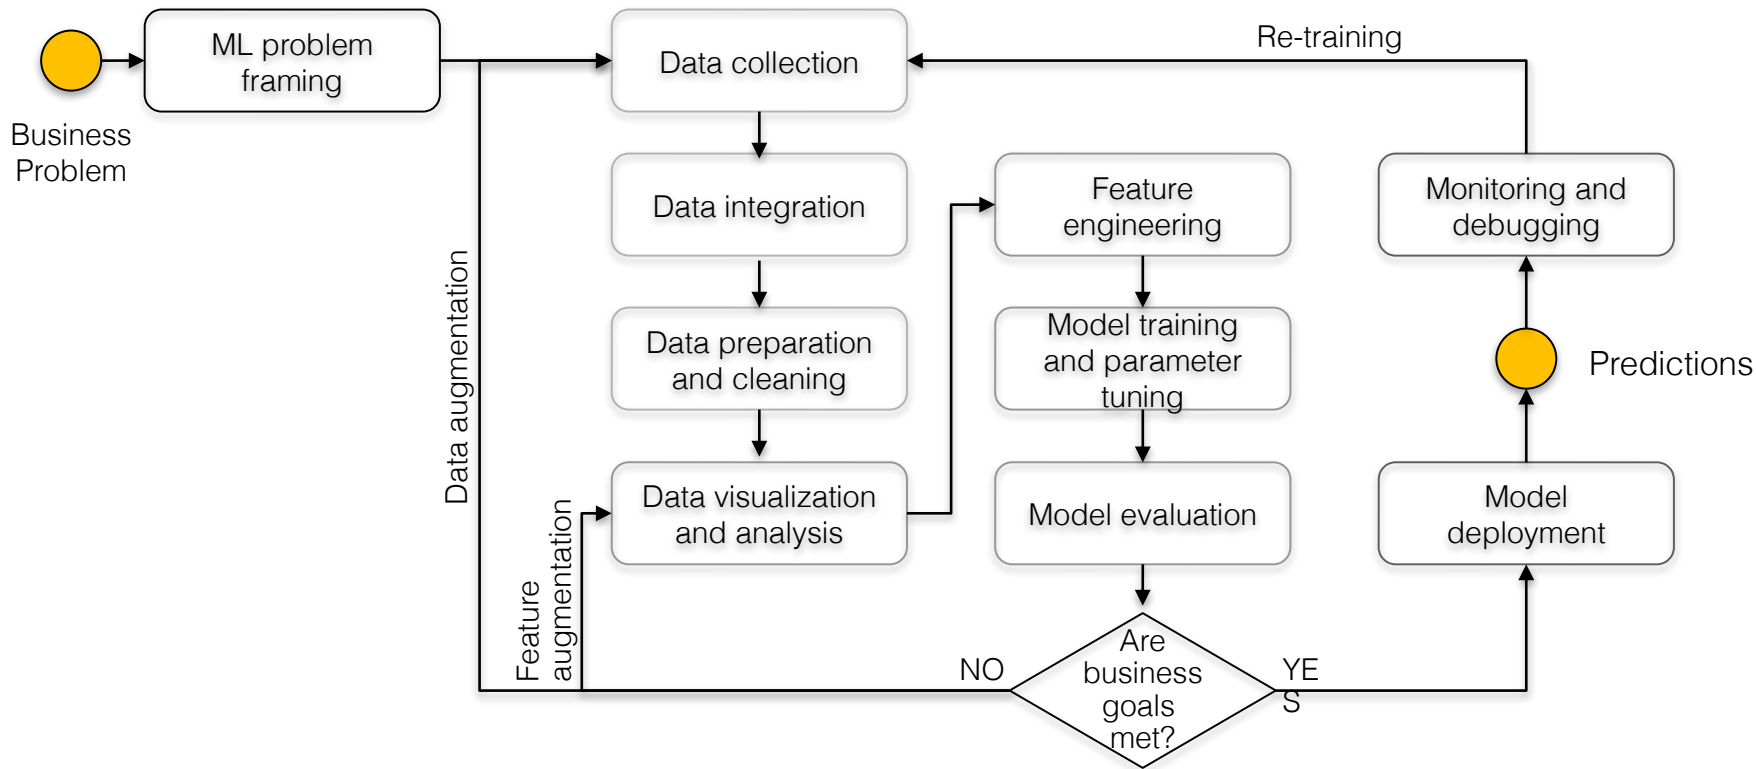 ML problem
framing
Data collection
Re-training
Business
Problem
Data integration
Feature
engineering
Monitoring and
debugging
Data augmentation
Data preparation
and cleaning
Model training
and parameter
tuning
Predictions
Data visualization
and analysis
Model evaluation
Model
deployment
Feature
augmentation
NO
Are
business
goals
met?
YE
S